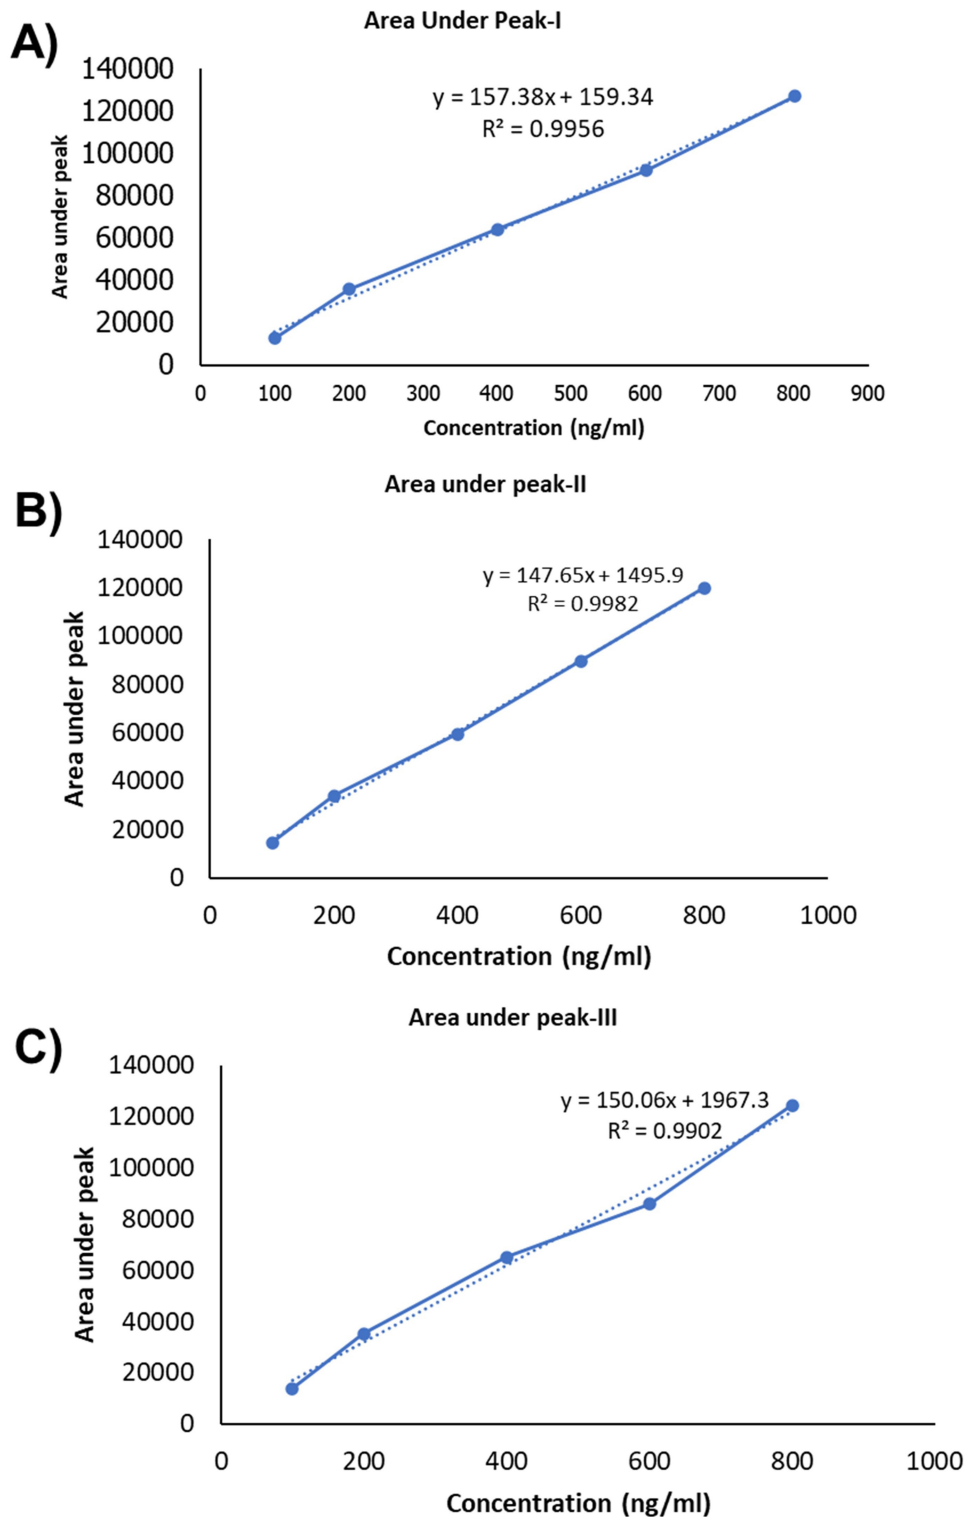 Area Under Peak-I
A)
140000
120000
100000
80000
60000
40000
20000
0
Area under peak
y = 157.38x + 159.34
R² = 0.9956
0 100 200 300 400 500 600 700 800 900
Concentration (ng/ml)
Area under peak-II
B)
140000
120000
100000
80000
60000
40000
20000
0
Area under peak
y = 147.65x + 1495.9
R² = 0.9982
0 200 400 600 800 1000
Concentration (ng/ml)
Area under peak-III
C)
140000
120000
100000
80000
60000
40000
20000
0
Area under peak
y = 150.06x + 1967.3
R² = 0.9902
0 200 400 600 800 1000
Concentration (ng/ml)